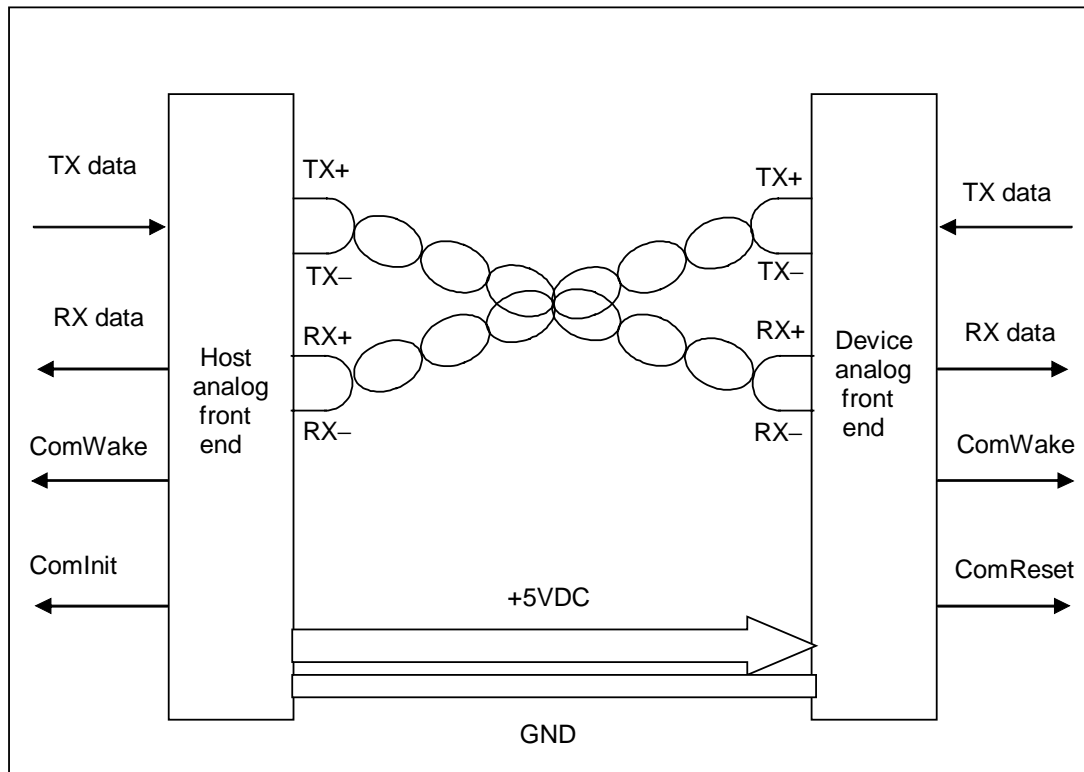 TX data
TX+
TX+
TX data
TX−
TX−
RX data
RX+
RX+
RX data
Host
analog
front
end
Device
analog
front
end
RX−
RX−
ComWake
ComWake
ComInit
ComReset
+5VDC
GND